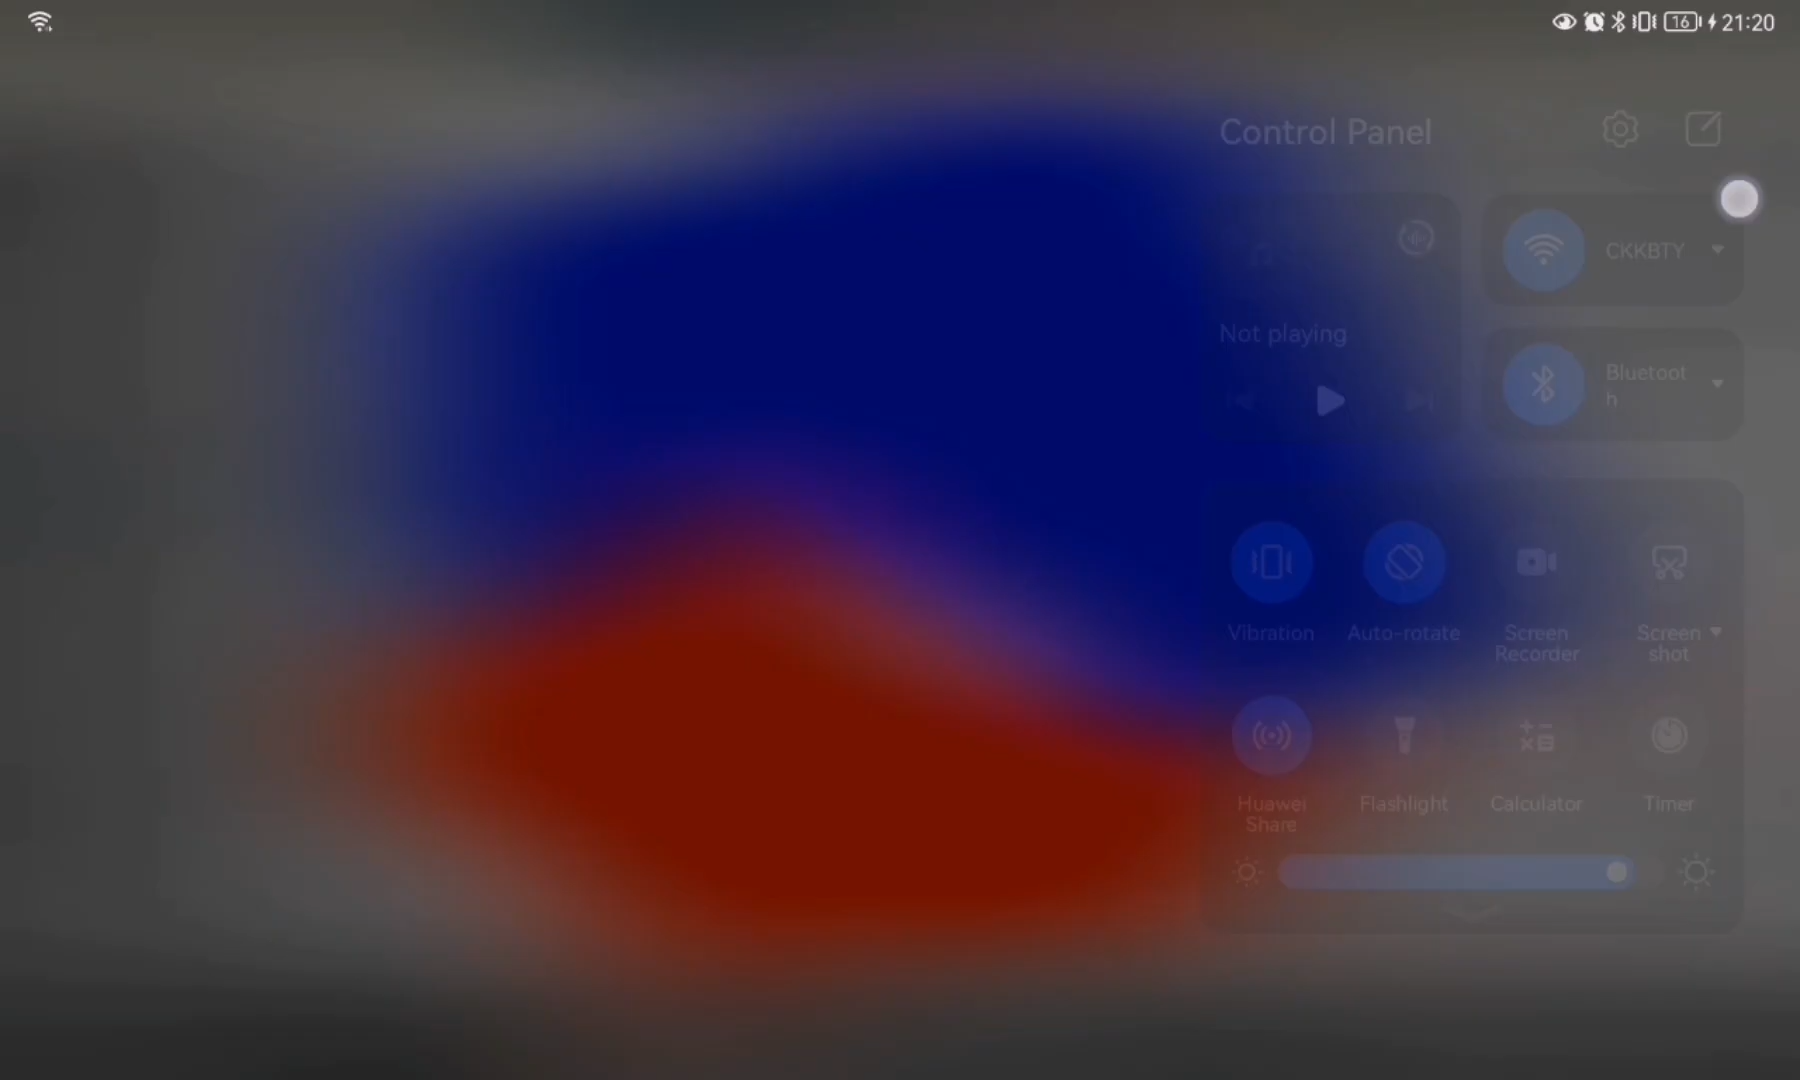 16 21:20
Control Panel
CKKBTY
Not playing
Bluetoot
h
Vibration Auto-rotate Screen Recorder Screen shot
Huawei Share Flashlight Calculator Timer